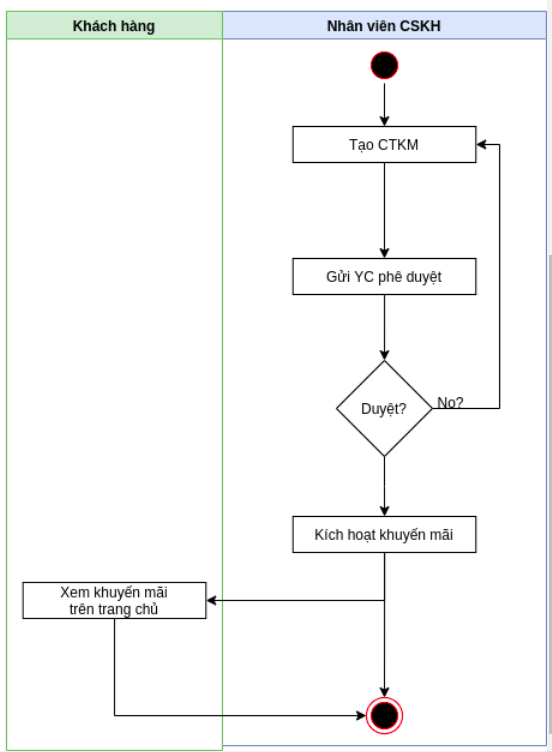 Khách hàng
Nhân viên CSKH
Tạo CTKM
Gửi YC phê duyệt
Duyệt?
No?
Kích hoạt khuyến mãi
Xem khuyến mãi
trên trang chủ